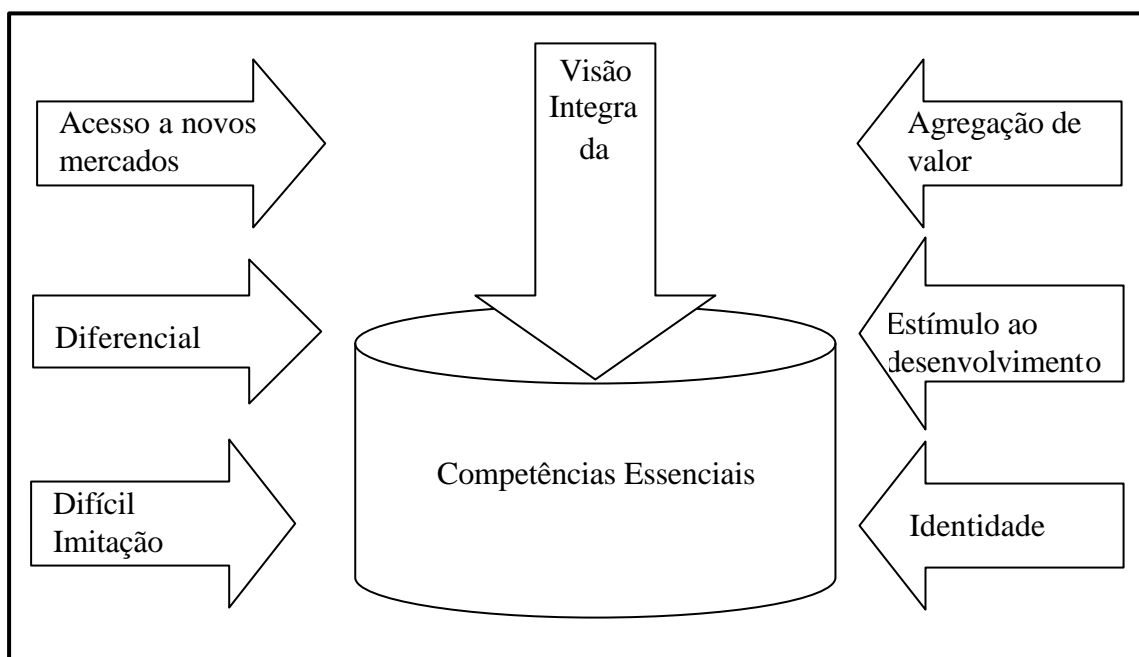 Visão
Integra
da
Acesso a novos
mercados
Agregação de
valor
Diferencial
Estímulo ao
desenvolvimento
Competências Essenciais
Difícil
Imitação
Identidade